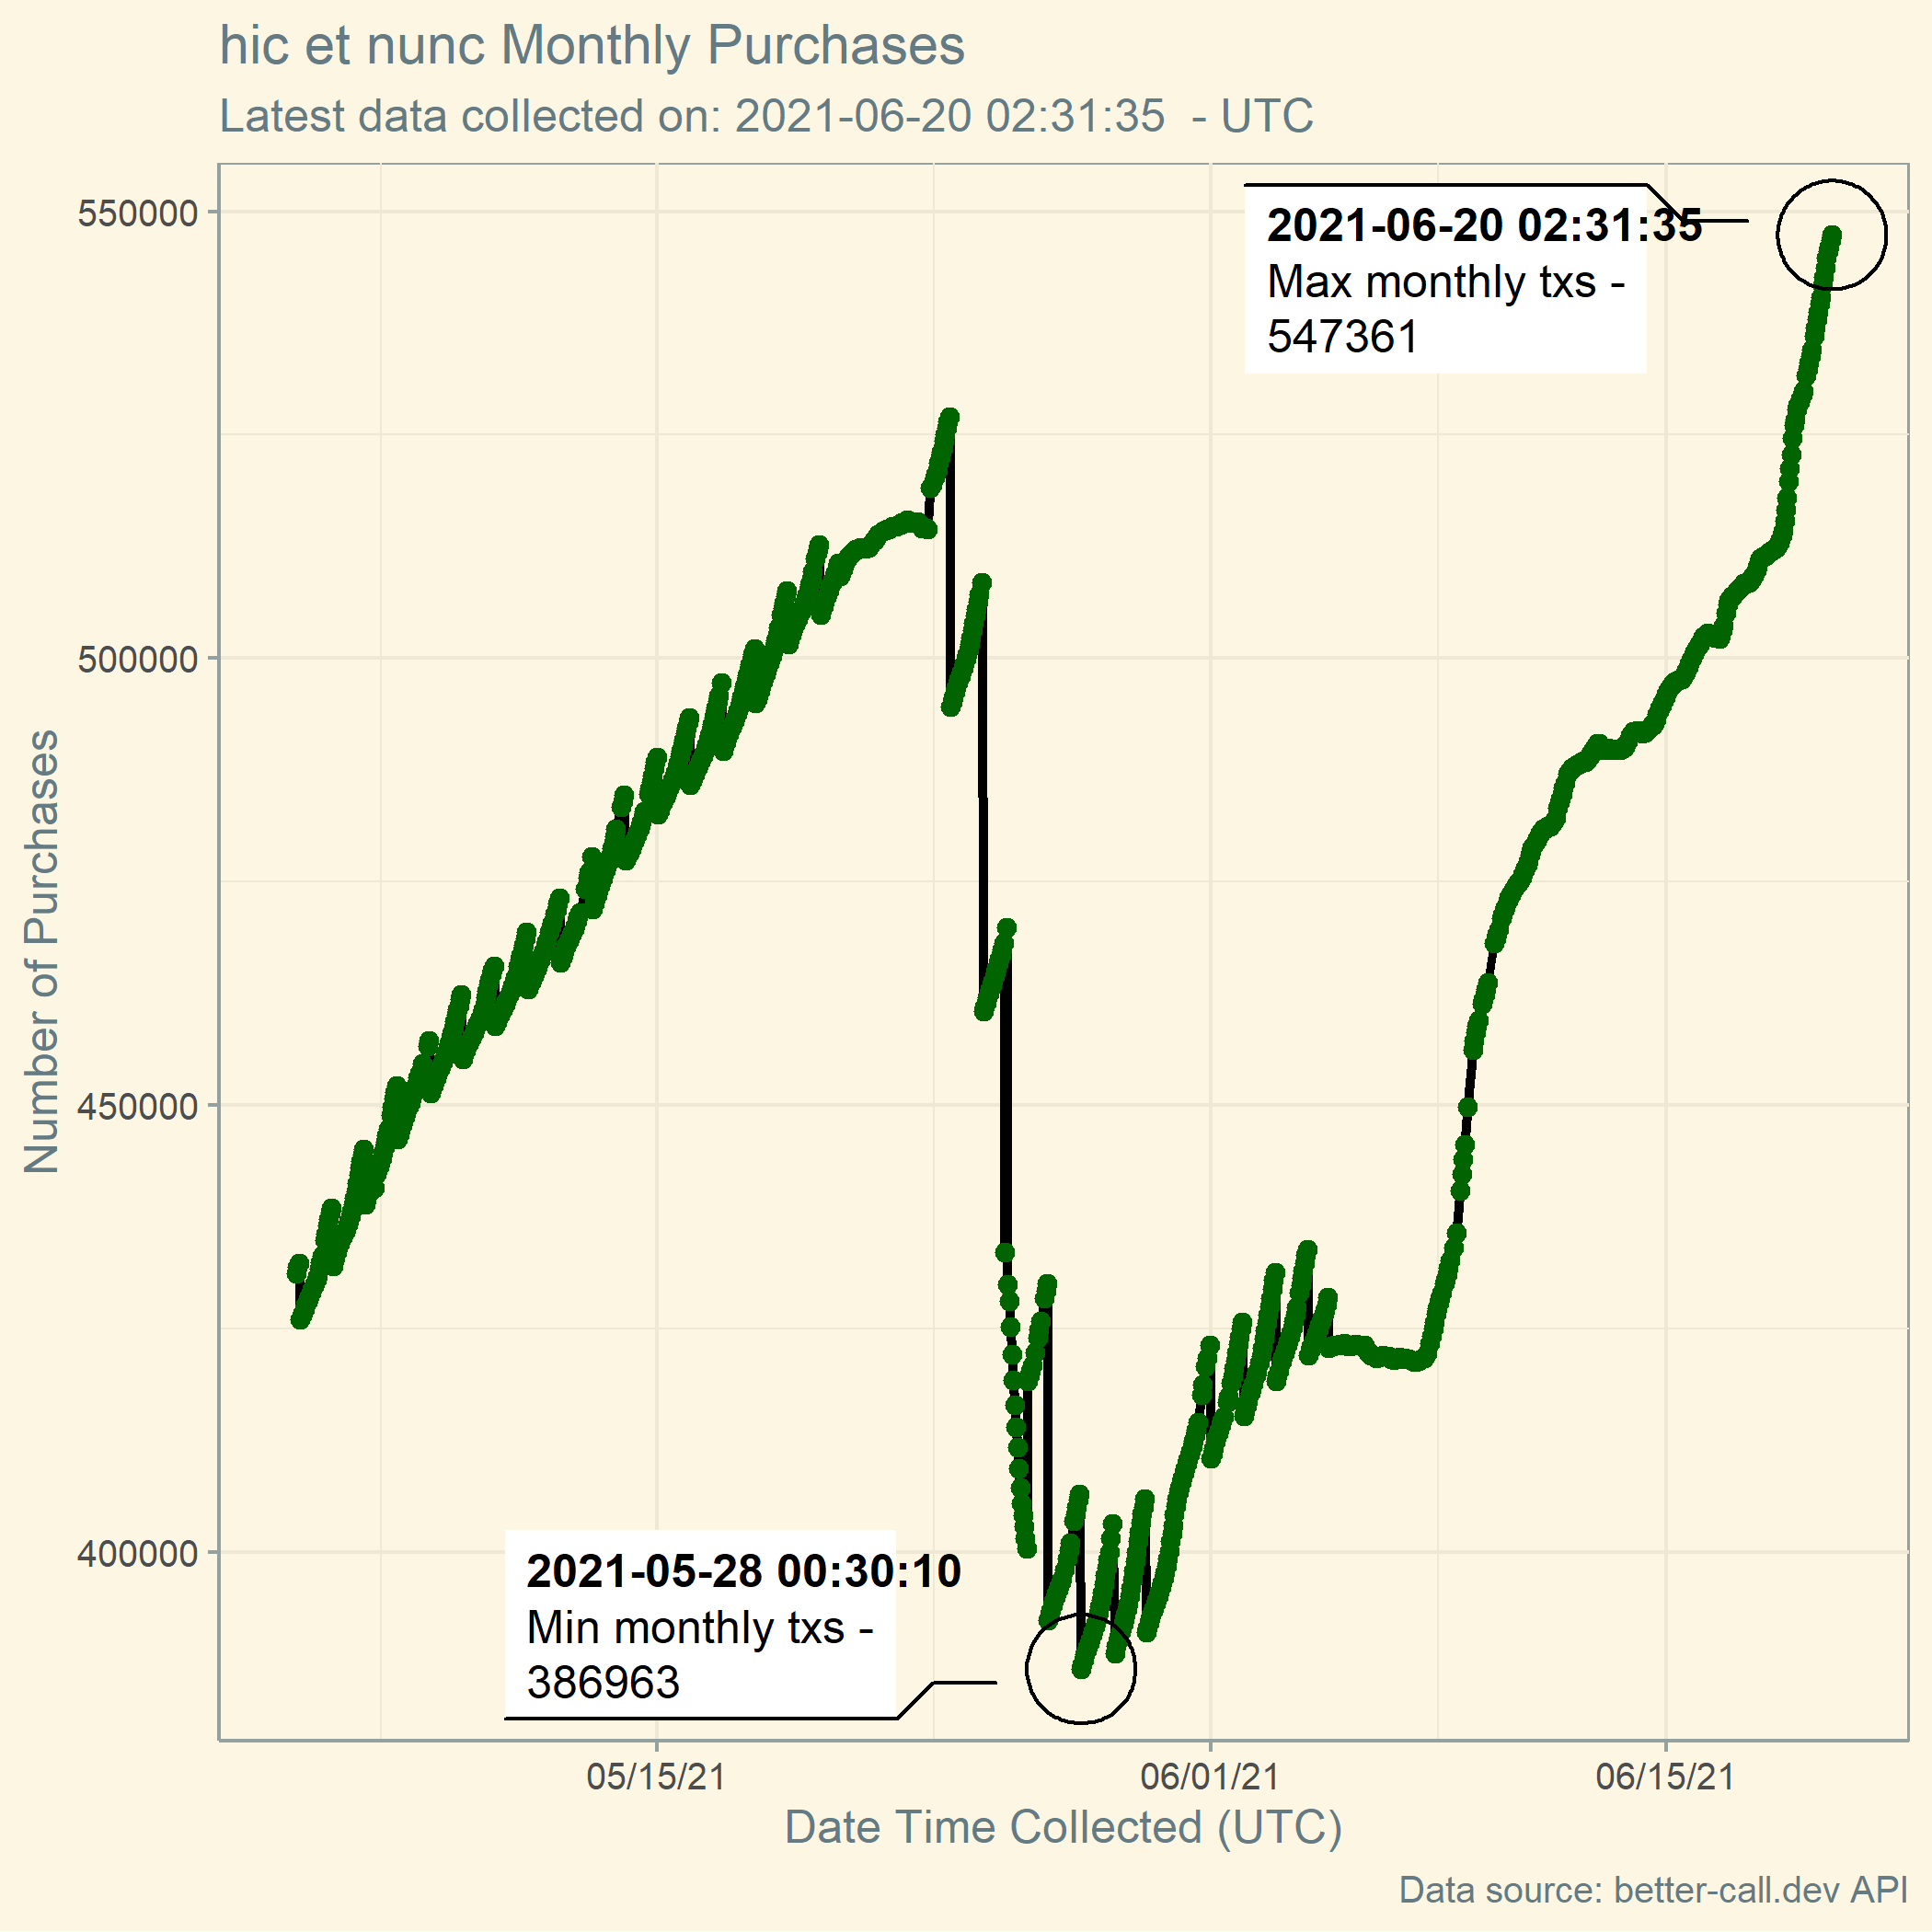 hic et nunc Monthly Purchases
Latest data collected on: 2021-06-20 02:31:35  - UTC
550000
2021-06-20 02:31:35
Max monthly txs -
547361
500000
Number of Purchases
450000
400000
2021-05-28 00:30:10
Min monthly txs -
386963
05/15/21
06/01/21
06/15/21
Date Time Collected (UTC)
Data source: better-call.dev API